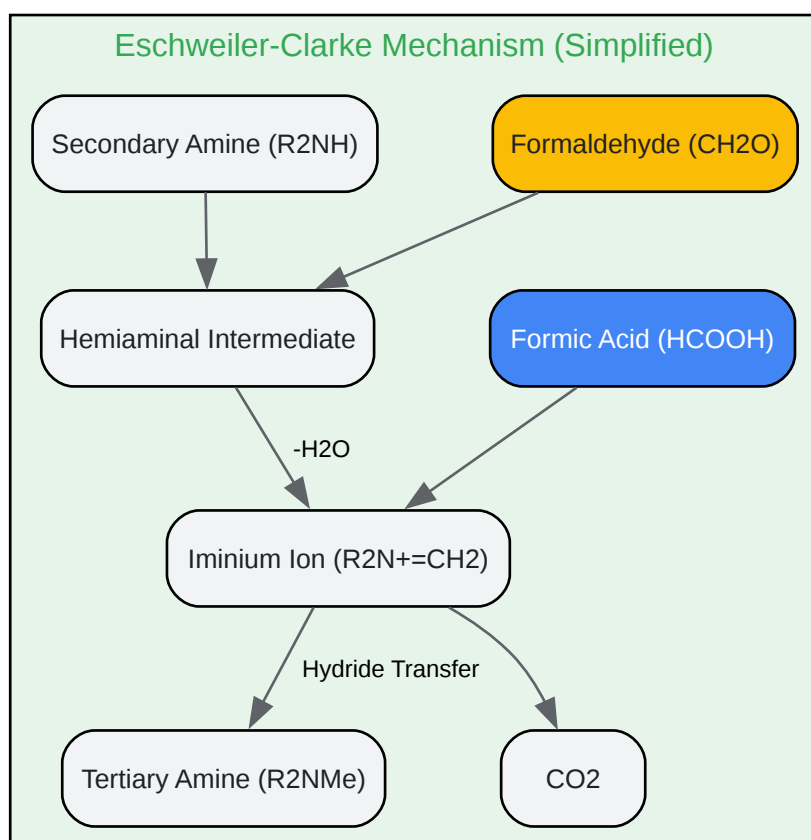 Eschweiler-Clarke Mechanism (Simplified)
Secondary Amine (R2NH)
Formaldehyde (CH2O)
Hemiaminal Intermediate
Formic Acid (HCOOH)
-H2O
Iminium Ion (R2N+=CH2)
Hydride Transfer
Tertiary Amine (R2NMe)
CO2